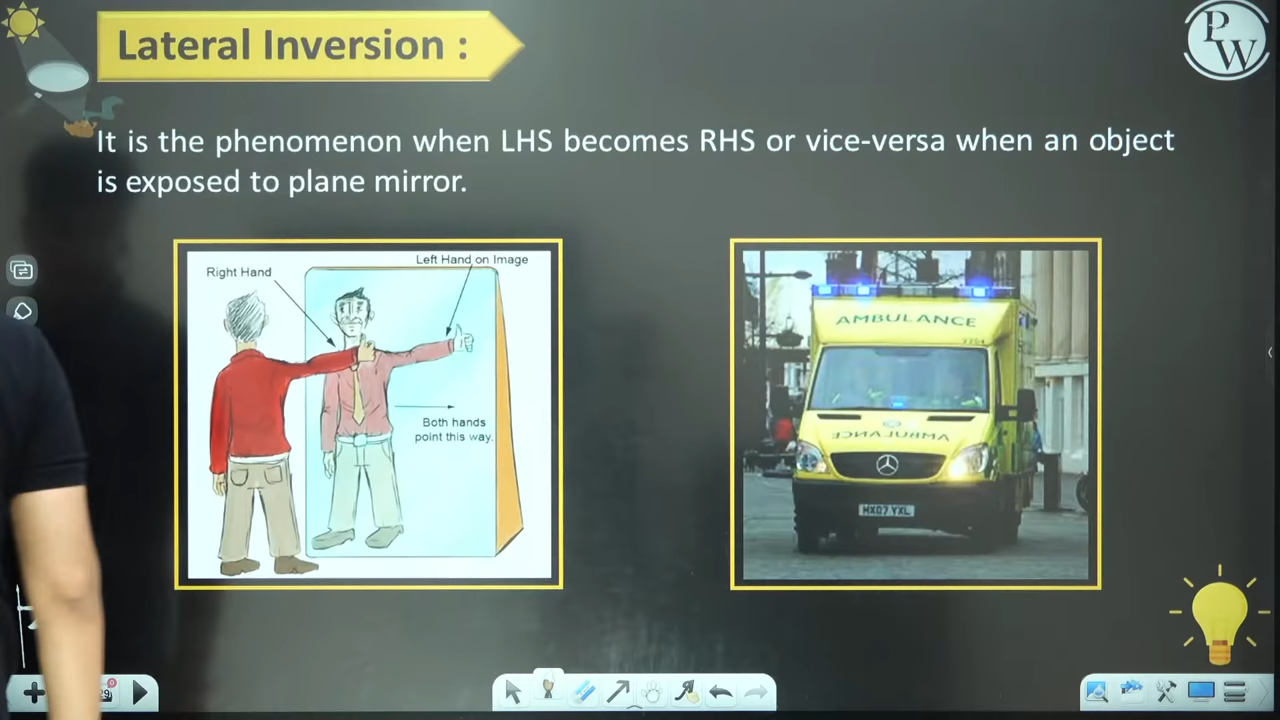 Lateral Inversion :
PW
It is the phenomenon when LHS becomes RHS or vice-versa when an object
is exposed to plane mirror.
Right Hand
Left Hand on Image
Both hands
point this way.
AMBULANCE
AMBULANCE
MX07 YXL